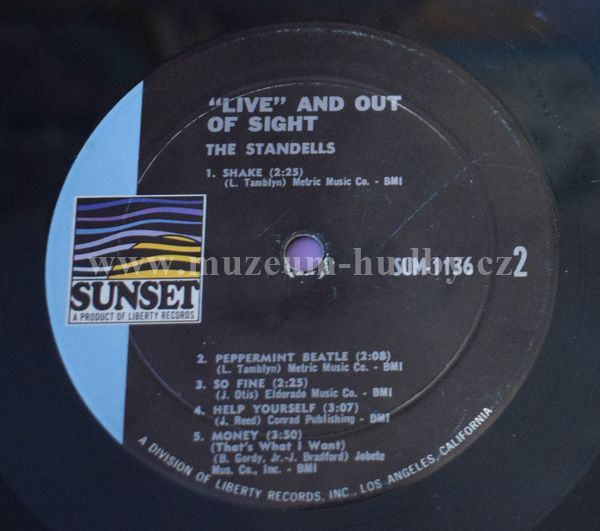 "LIVE" AND OUT
OF SIGHT
THE STANDELLS
1. SHAKE (2:25)
(L. Tamblyn) Metric Music Co. - BMI
www.muzeum-hudby.cz
SUM-1136 2
SUNSET
A PRODUCT OF LIBERTY RECORDS
2. PEPPERMINT BEATLE (2:08)
(L. Tamblyn) Metric Music Co. - BMI
3. SO FINE (2:25)
(J. Otis) Eldorado Music Co. - BMI
4. HELP YOURSELF (3:07)
(J. Reed) Conrad Publishing - BMI
5. MONEY (3:50)
(That's What I Want)
(B. Gordy, Jr.-J. Bradford) Jobete
Mus. Co., Inc. - BMI
A DIVISION OF LIBERTY RECORDS, INC., LOS ANGELES, CALIFORNIA